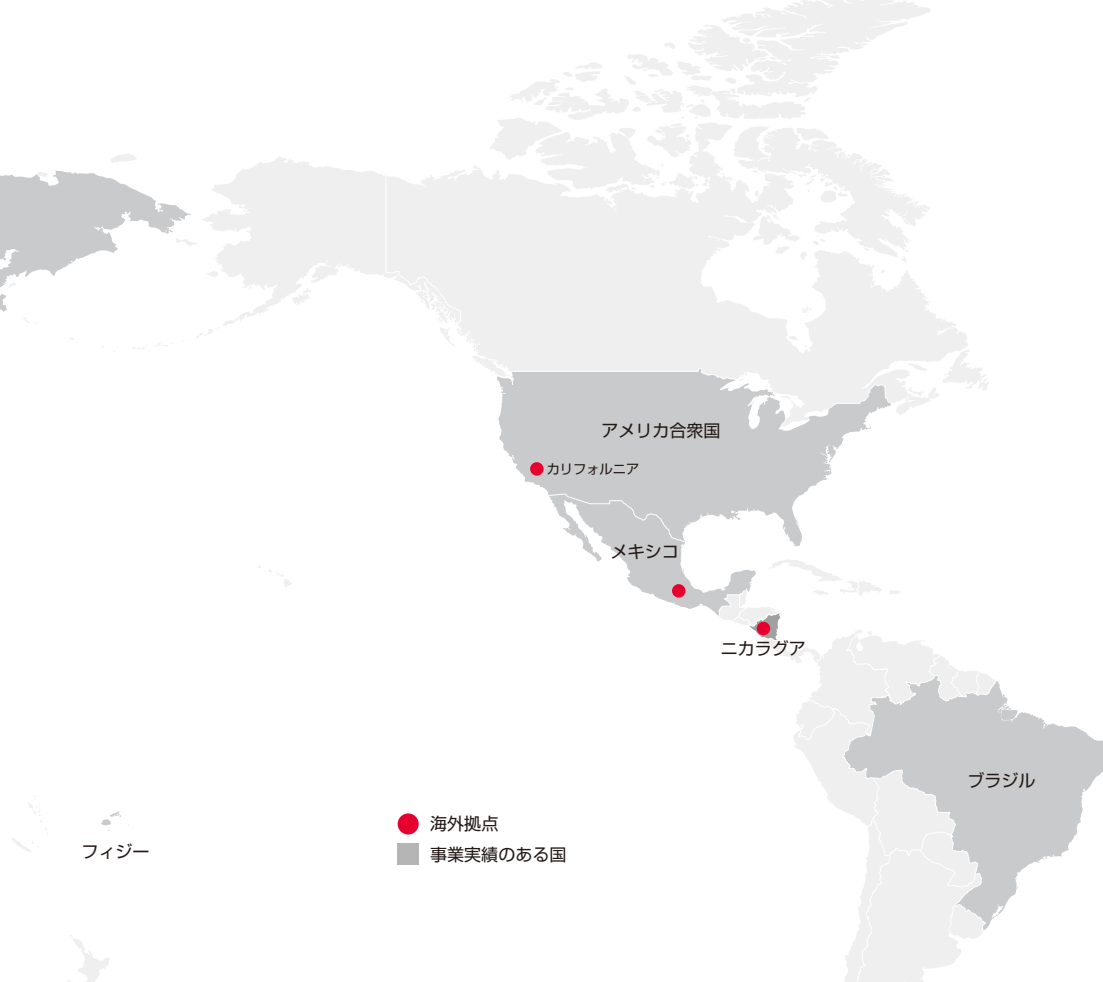 アメリカ合衆国
カリフォルニア
メキシコ
ニカラグア
ブラジル
フィジー
海外拠点
事業実績のある国